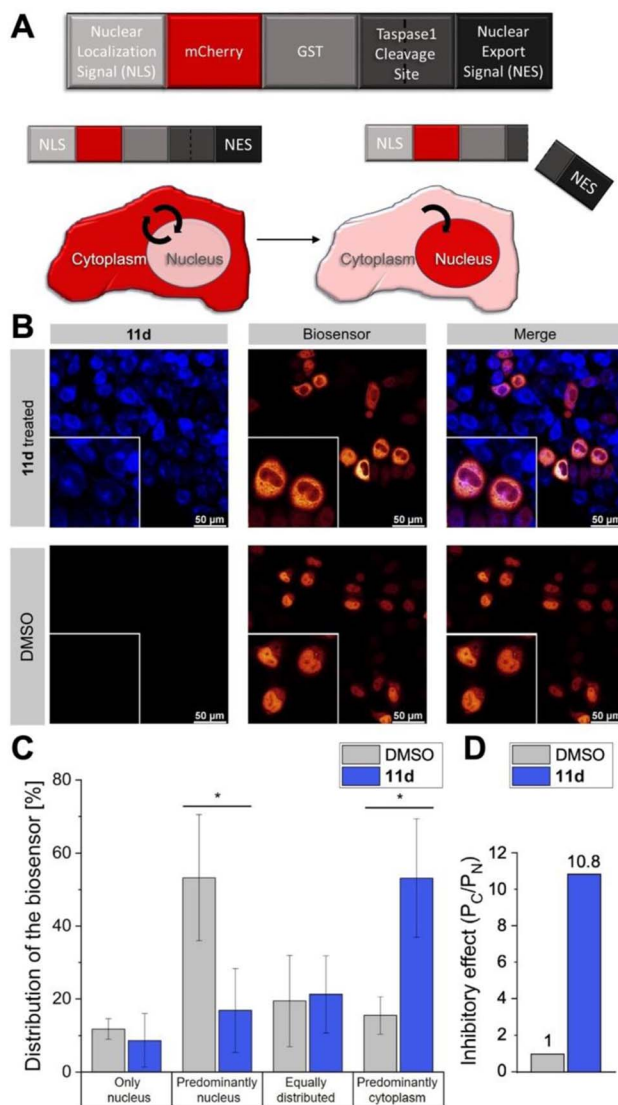 A
Nuclear
Localization
Signal (NLS)
mCherry
GST
Taspase1
Cleavage
Site
Nuclear
Export
Signal (NES)
NLS
NES
NLS
NES
Cytoplasm
Nucleus
Cytoplasm
Nucleus
B
11d
Biosensor
Merge
11d treated
50 µm
50 µm
50 µm
DMSO
50 µm
50 µm
50 µm
C
DMSO
11d
Distribution of the biosensor [%]
80
60
40
20
0
*
*
Only
nucleus
Predominantly
nucleus
Equally
distributed
Predominantly
cytoplasm
D
DMSO
11d
Inhibitory effect (PC/PN)
12
10
8
6
4
2
0
1
10.8